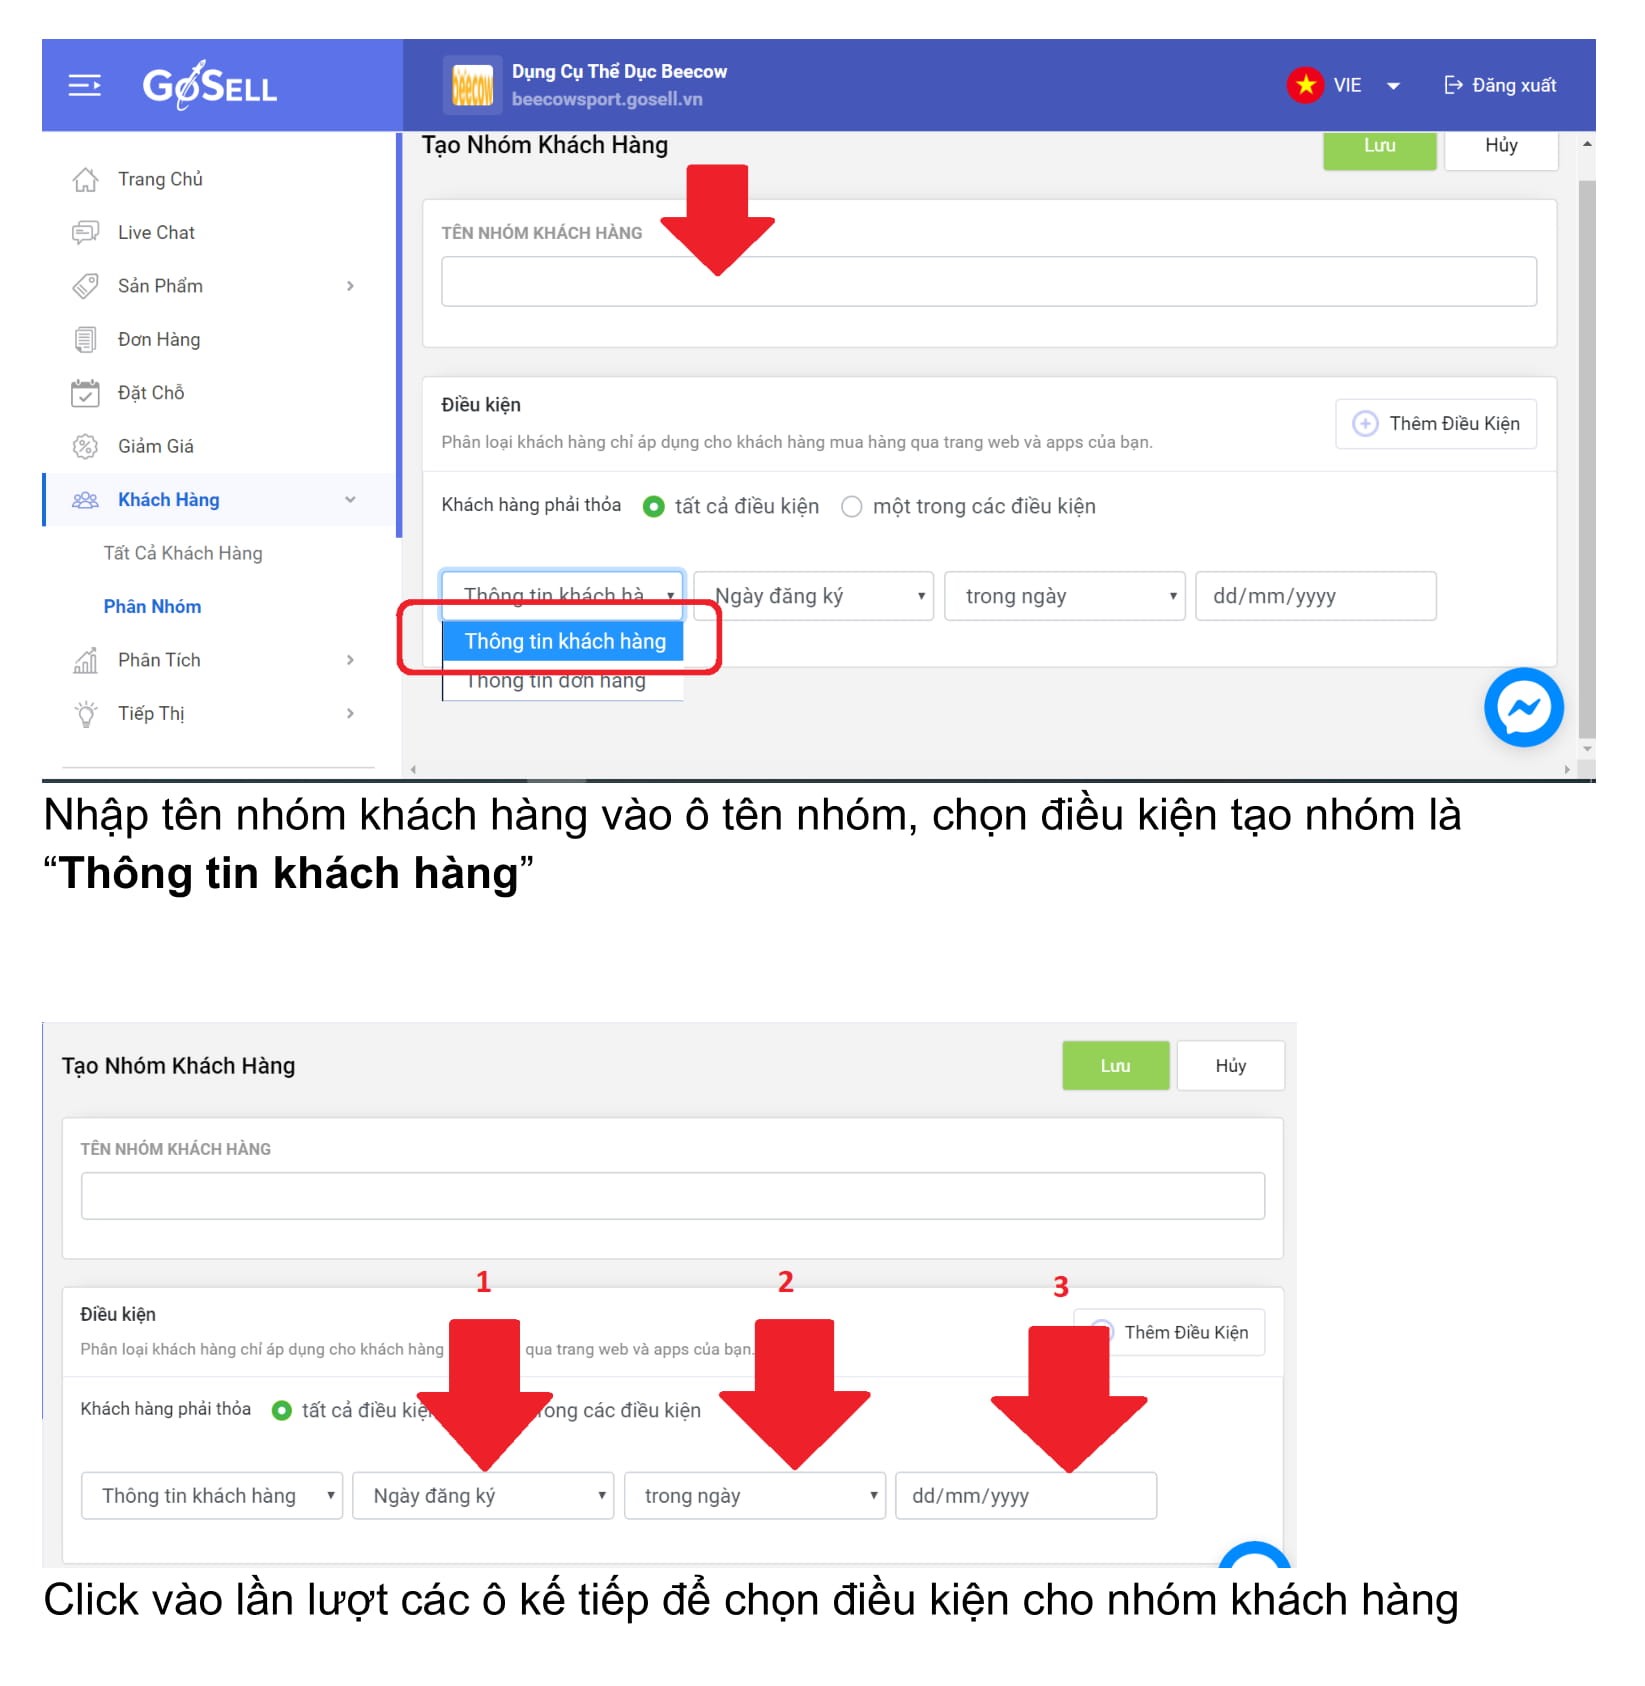 GoSELL
Dụng Cụ Thể Dục Beecow
beecow
beecowsport.gosell.vn
VIE
Đăng xuất
Trang Chủ
Live Chat
Sản Phẩm
Đơn Hàng
Đặt Chỗ
Giảm Giá
Khách Hàng
Tất Cả Khách Hàng
Phân Nhóm
Phân Tích
Tiếp Thị
Tạo Nhóm Khách Hàng
Lưu
Hủy
TÊN NHÓM KHÁCH HÀNG
Điều kiện
Phân loại khách hàng chỉ áp dụng cho khách hàng mua hàng qua trang web và apps của bạn.
Thêm Điều Kiện
Khách hàng phải thỏa tất cả điều kiện một trong các điều kiện
Thông tin khách hà Ngày đăng ký trong ngày dd/mm/yyyy
Thông tin khách hàng
Thông tin đơn hàng
Nhập tên nhóm khách hàng vào ô tên nhóm, chọn điều kiện tạo nhóm là
“Thông tin khách hàng”
Tạo Nhóm Khách Hàng
Lưu
Hủy
TÊN NHÓM KHÁCH HÀNG
1 2 3
Điều kiện
Phân loại khách hàng chỉ áp dụng cho khách hàng qua trang web và apps của bạn.
Thêm Điều Kiện
Khách hàng phải thỏa tất cả điều kiệ ong các điều kiện
Thông tin khách hàng Ngày đăng ký trong ngày dd/mm/yyyy
Click vào lần lượt các ô kế tiếp để chọn điều kiện cho nhóm khách hàng